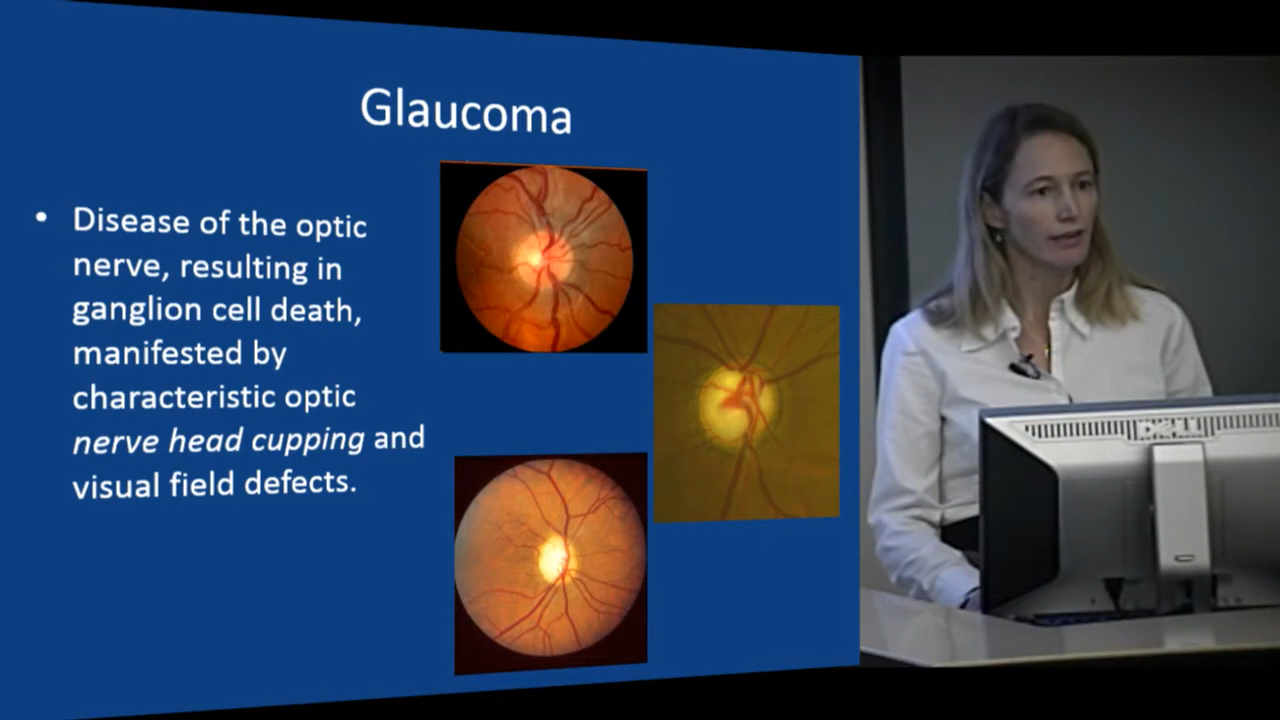 Glaucoma
• Disease of the optic
nerve, resulting in
ganglion cell death,
manifested by
characteristic optic
nerve head cupping and
visual field defects.
DELL